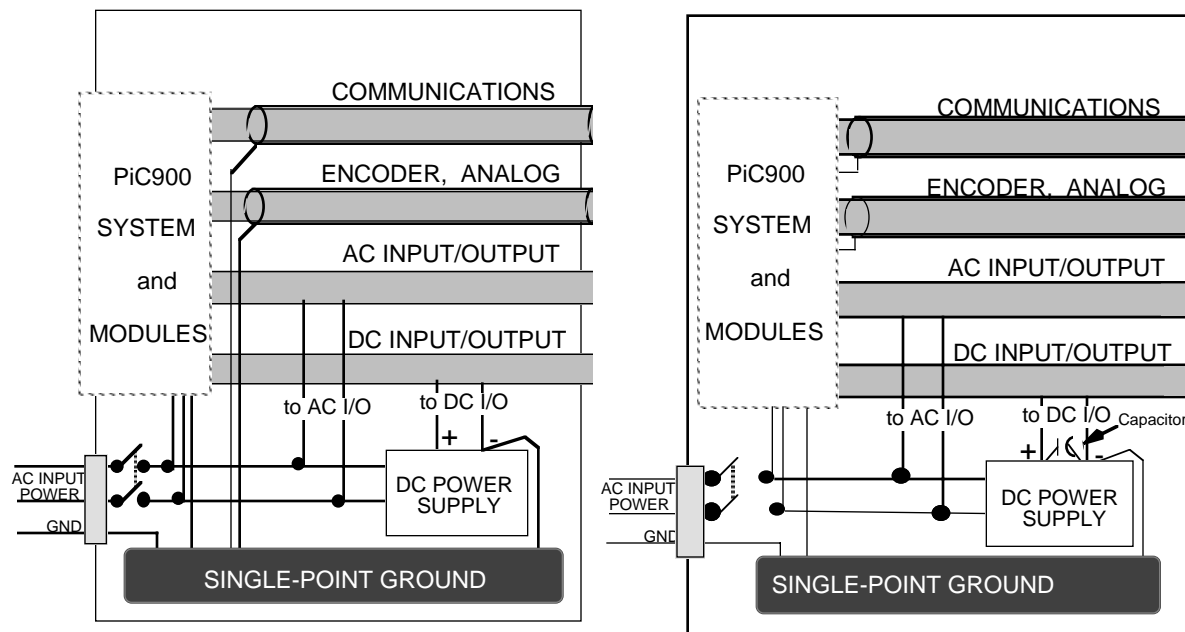 COMMUNICATIONS
PiC900
SYSTEM
and
MODULES
ENCODER, ANALOG
AC INPUT/OUTPUT
DC INPUT/OUTPUT
to AC I/O
to DC I/O
+
-
AC INPUT
POWER
GND
DC POWER
SUPPLY
SINGLE-POINT GROUND
COMMUNICATIONS
PiC900
SYSTEM
and
MODULES
ENCODER, ANALOG
AC INPUT/OUTPUT
DC INPUT/OUTPUT
to AC I/O
to DC I/O
Capacitor
+
-
AC INPUT
POWER
GND
DC POWER
SUPPLY
SINGLE-POINT GROUND